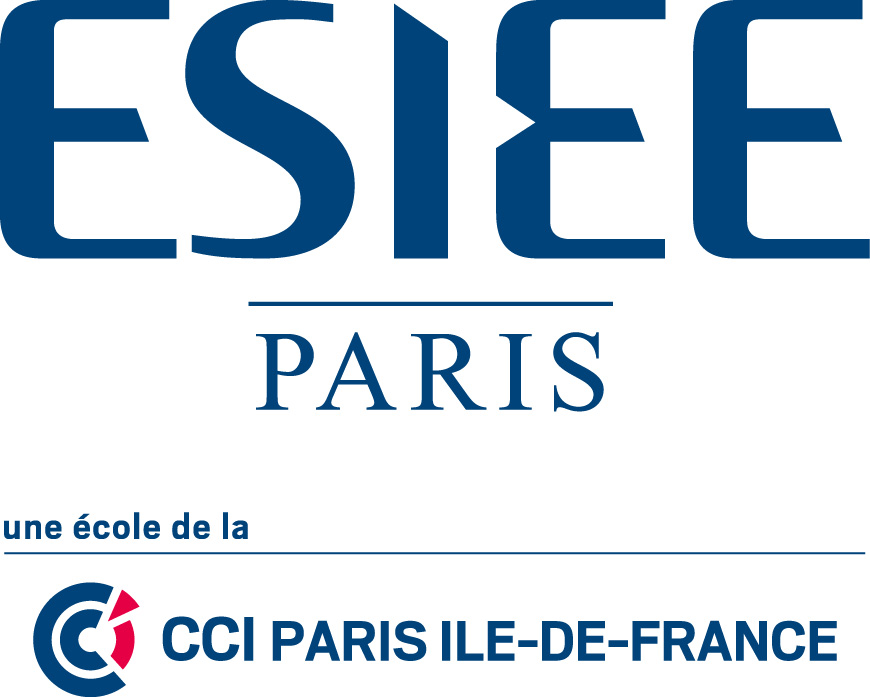 ESIEE
PARIS
une école de la
CCI PARIS ILE-DE-FRANCE